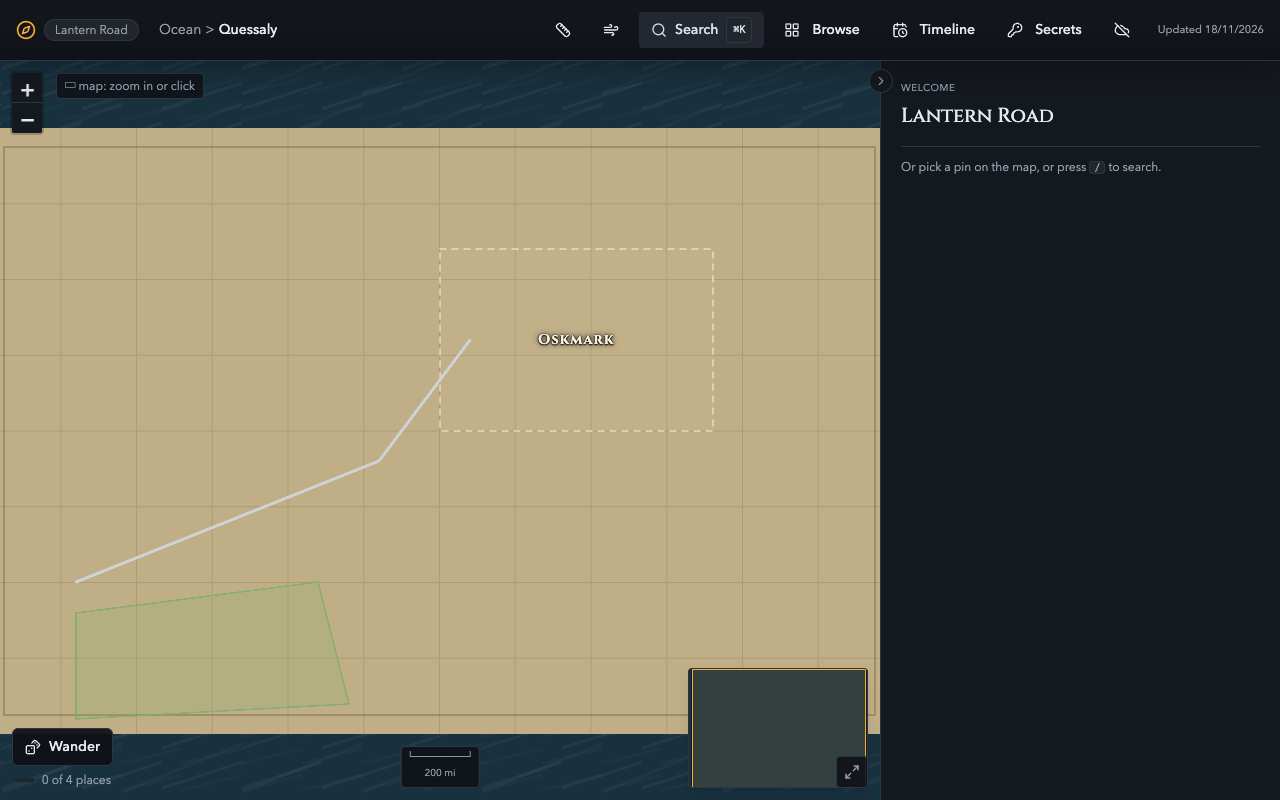 Lantern Road
Ocean > Quessaly
Search ⌘K
Browse
Timeline
Secrets
Updated 18/11/2026
+
−
map: zoom in or click
WELCOME
Lantern Road
Or pick a pin on the map, or press / to search.
Oskmark
Wander
0 of 4 places
200 mi